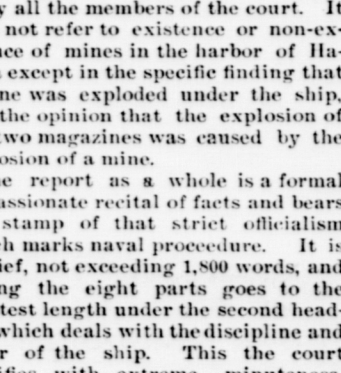 all the members of the court. It
not refer to existence or non-ex-
ce of mines in the harbor of Ha-
except in the specific finding that
ne was exploded under the ship,
the opinion that the explosion of
two magazines was caused by the
osion of a mine.
e report as a whole is a formal
assionate recital of facts and bears
stamp of that strict officialism
h marks naval proceedure. It is
ief, not exceeding 1,800 words, and
ng the eight parts goes to the
test length under the second head-
which deals with the discipline and
r of the ship. This the court
with extreme minuteness